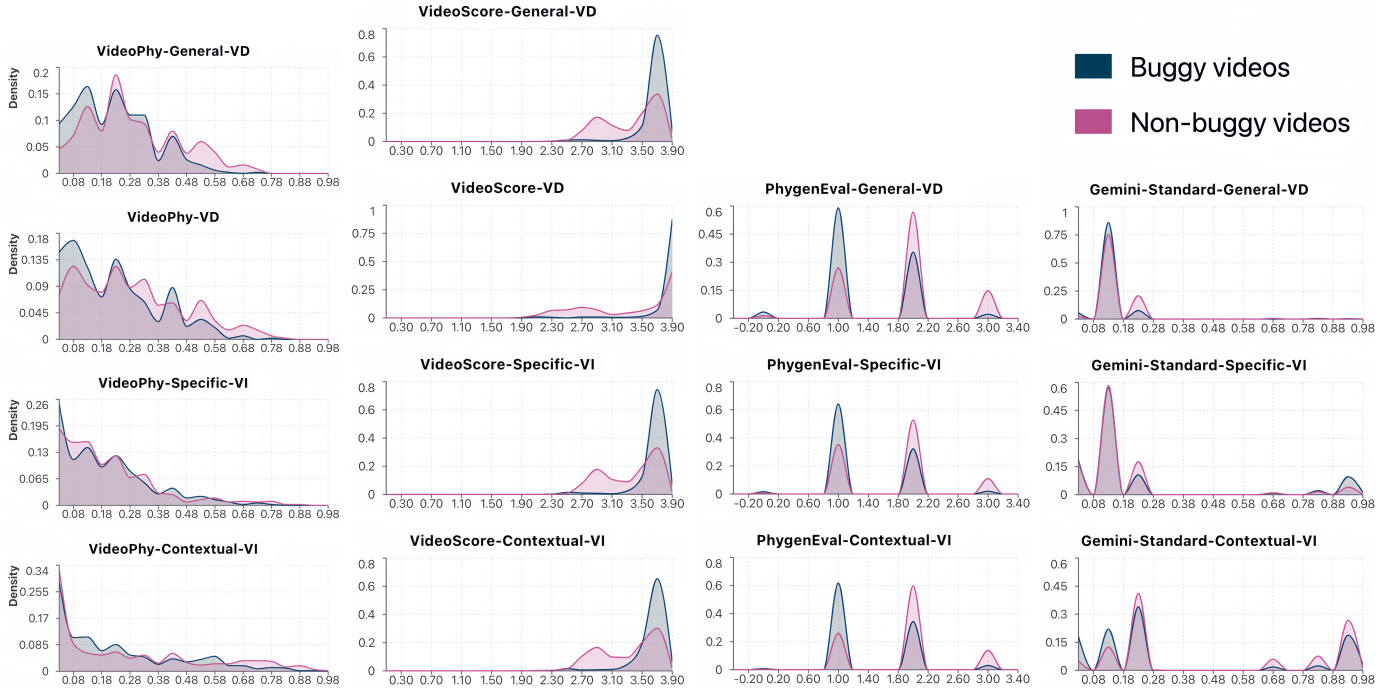 VideoScore-General-VD
VideoPhy-General-VD
Buggy videos
Non-buggy videos
Density
0.2
0.15
0.1
0.05
0
0.08 0.18 0.28 0.38 0.48 0.58 0.68 0.78 0.88 0.98
0.8
0.6
0.4
0.2
0
0.30 0.70 1.10 1.50 1.90 2.30 2.70 3.10 3.50 3.90
VideoPhy-VD
Density
0.18
0.135
0.09
0.045
0
0.08 0.18 0.28 0.38 0.48 0.58 0.68 0.78 0.88 0.98
VideoScore-VD
1
0.75
0.5
0.25
0
0.30 0.70 1.10 1.50 1.90 2.30 2.70 3.10 3.50 3.90
PhygenEval-General-VD
0.6
0.45
0.3
0.15
0
−0.20 0.20 0.60 1.00 1.40 1.80 2.20 2.60 3.00 3.40
Gemini-Standard-General-VD
1
0.75
0.5
0.25
0
0.08 0.18 0.28 0.38 0.48 0.58 0.68 0.78 0.88 0.98
VideoPhy-Specific-VI
Density
0.26
0.195
0.13
0.065
0
0.08 0.18 0.28 0.38 0.48 0.58 0.68 0.78 0.88 0.98
VideoScore-Specific-VI
0.8
0.6
0.4
0.2
0
0.30 0.70 1.10 1.50 1.90 2.30 2.70 3.10 3.50 3.90
PhygenEval-Specific-VI
0.8
0.6
0.4
0.2
0
−0.20 0.20 0.60 1.00 1.40 1.80 2.20 2.60 3.00 3.40
Gemini-Standard-Specific-VI
0.6
0.45
0.3
0.15
0
0.08 0.18 0.28 0.38 0.48 0.58 0.68 0.78 0.88 0.98
VideoPhy-Contextual-VI
Density
0.34
0.255
0.17
0.085
0
0.08 0.18 0.28 0.38 0.48 0.58 0.68 0.78 0.88 0.98
VideoScore-Contextual-VI
0.8
0.6
0.4
0.2
0
0.30 0.70 1.10 1.50 1.90 2.30 2.70 3.10 3.50 3.90
PhygenEval-Contextual-VI
0.8
0.6
0.4
0.2
0
−0.20 0.20 0.60 1.00 1.40 1.80 2.20 2.60 3.00 3.40
Gemini-Standard-Contextual-VI
0.6
0.45
0.3
0.15
0
0.08 0.18 0.28 0.38 0.48 0.58 0.68 0.78 0.88 0.98